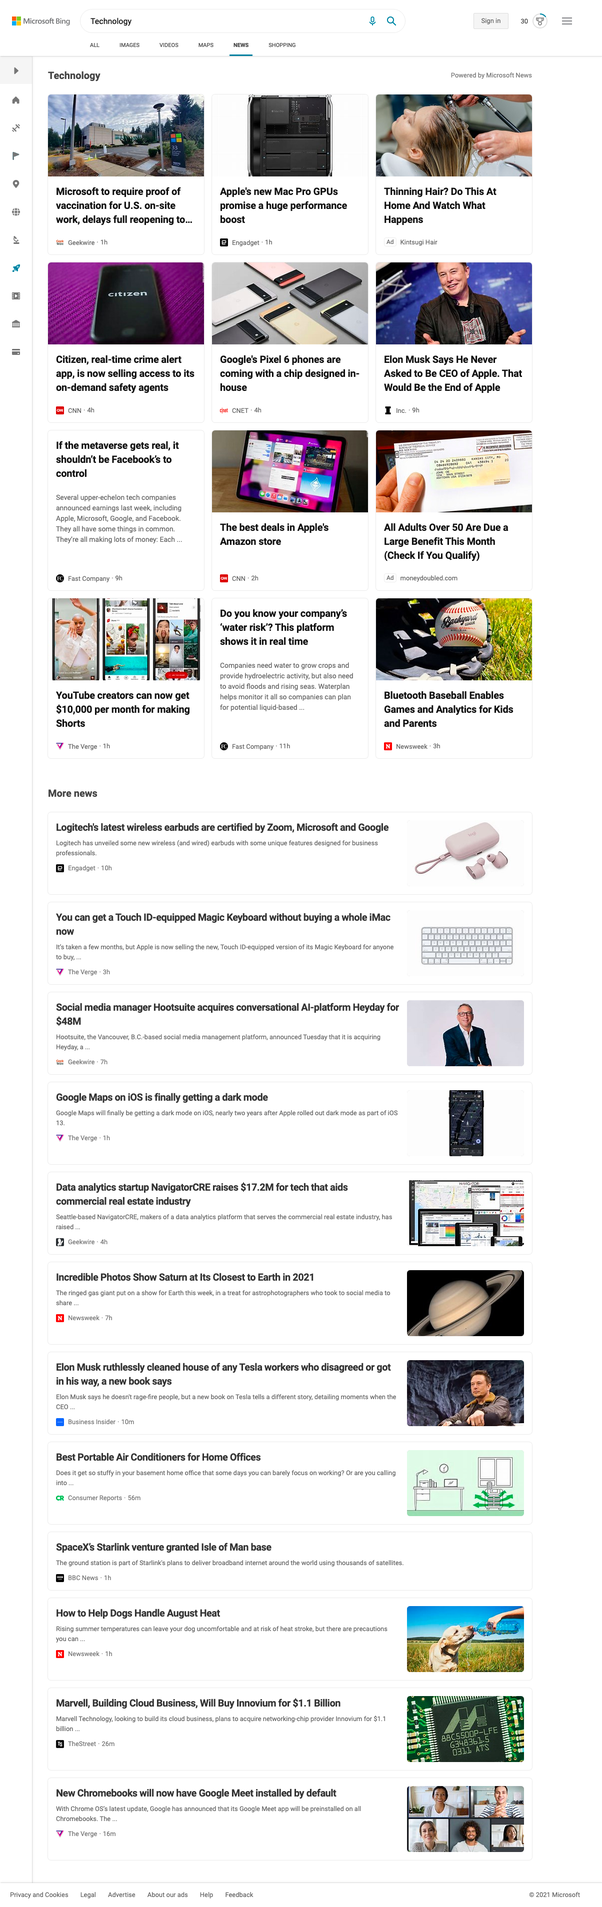 Microsoft Bing
Technology
Sign in
30
ALL
IMAGES
VIDEOS
MAPS
NEWS
SHOPPING
Technology
Powered by Microsoft News
Microsoft to require proof of
vaccination for U.S. on-site
work, delays full reopening to...
Geekwire · 1h
Apple's new Mac Pro GPUs
promise a huge performance
boost
Engadget · 1h
Thinning Hair? Do This At
Home And Watch What
Happens
Ad Kintsugi Hair
citizen
Citizen, real-time crime alert
app, is now selling access to its
on-demand safety agents
CNN · 4h
Google's Pixel 6 phones are
coming with a chip designed in-
house
CNET · 4h
Elon Musk Says He Never
Asked to Be CEO of Apple. That
Would Be the End of Apple
Inc. · 9h
If the metaverse gets real, it
shouldn't be Facebook's to
control
Several upper-echelon tech companies
announced earnings last week, including
Apple, Microsoft, Google, and Facebook.
They all have some things in common.
They're all making lots of money: Each ...
Fast Company · 9h
The best deals in Apple's
Amazon store
CNN · 2h
All Adults Over 50 Are Due a
Large Benefit This Month
(Check If You Qualify)
Ad moneydoubled.com
YouTube creators can now get
$10,000 per month for making
Shorts
The Verge · 1h
Do you know your company's
'water risk'? This platform
shows it in real time
Companies need water to grow crops and
provide hydroelectric activity, but also need
to avoid floods and rising seas. Waterplan
helps monitor it all so companies can plan
for potential liquid-based ...
Fast Company · 11h
Backyard
Bluetooth Baseball Enables
Games and Analytics for Kids
and Parents
Newsweek · 3h
More news
Logitech's latest wireless earbuds are certified by Zoom, Microsoft and Google
Logitech has unveiled some new wireless (and wired) earbuds with some unique features designed for business
professionals.
Engadget · 10h
You can get a Touch ID-equipped Magic Keyboard without buying a whole iMac
now
It's taken a few months, but Apple is now selling the new, Touch ID-equipped version of its Magic Keyboard for anyone
to buy, ...
The Verge · 3h
Social media manager Hootsuite acquires conversational AI-platform Heyday for
$48M
Hootsuite, the Vancouver, B.C.-based social media management platform, announced Tuesday that it is acquiring
Heyday, a ...
Geekwire · 7h
Google Maps on iOS is finally getting a dark mode
Google Maps will finally be getting a dark mode on iOS, nearly two years after Apple rolled out dark mode as part of iOS
13.
The Verge · 1h
Data analytics startup NavigatorCRE raises $17.2M for tech that aids
commercial real estate industry
Seattle-based NavigatorCRE, makers of a data analytics platform that serves the commercial real estate industry, has
raised ...
Geekwire · 4h
Incredible Photos Show Saturn at Its Closest to Earth in 2021
The ringed gas giant put on a show for Earth this week, in a treat for astrophotographers who took to social media to
share ...
Newsweek · 7h
Elon Musk ruthlessly cleaned house of any Tesla workers who disagreed or got
in his way, a new book says
Elon Musk says he doesn't rage-fire people, but a new book on Tesla tells a different story, detailing moments when the
CEO ...
Business Insider · 10m
Best Portable Air Conditioners for Home Offices
Does it get so stuffy in your basement home office that some days you can barely focus on working? Or are you calling
into ...
Consumer Reports · 56m
SpaceX's Starlink venture granted Isle of Man base
The ground station is part of Starlink's plans to deliver broadband internet around the world using thousands of satellites.
BBC News · 1h
How to Help Dogs Handle August Heat
Rising summer temperatures can leave your dog uncomfortable and at risk of heat stroke, but there are precautions
you can ...
Newsweek · 1h
Marvell, Building Cloud Business, Will Buy Innovium for $1.1 Billion
Marvell Technology, looking to build its cloud business, plans to acquire networking-chip provider Innovium for $1.1
billion ...
TheStreet · 26m
New Chromebooks will now have Google Meet installed by default
With Chrome OS's latest update, Google has announced that its Google Meet app will be preinstalled on all
Chromebooks. The ...
The Verge · 16m
Privacy and Cookies
Legal
Advertise
About our ads
Help
Feedback
© 2021 Microsoft